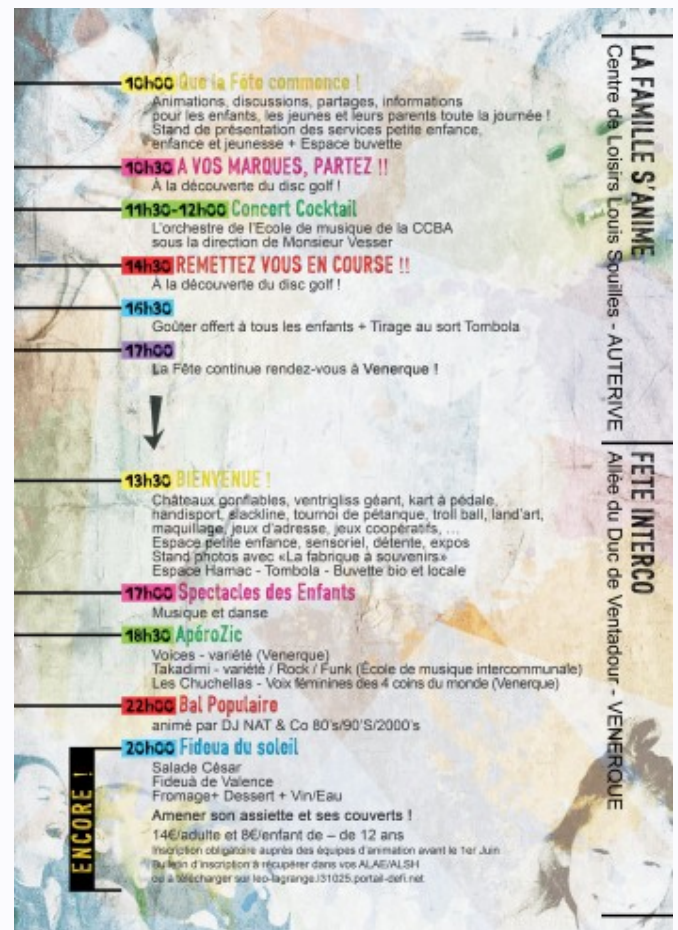 10h00 Que la Fête commence !
Animations, discussions, partages, informations
pour les enfants, les jeunes et leurs parents toute la journée !
Stand de présentation des services petite enfance,
enfance et jeunesse + Espace buvette
10h30 A VOS MARQUES, PARTEZ !!
À la découverte du disc golf !
11h30-12h00 Concert Cocktail
L'orchestre de l'Ecole de musique de la CCBA
sous la direction de Monsieur Vesser
14h30 REMETTEZ VOUS EN COURSE !!
À la découverte du disc golf !
16h30
Goûter offert à tous les enfants + Tirage au sort Tombola
17h00
La Fête continue rendez-vous à Venerque !
LA FAMILLE S'ANIME
Centre de Loisirs Louis Souilles - AUTERIVE
13h30 BIENVENUE !
Châteaux gonflables, ventrigliss géant, kart à pédale,
handisport, slackline, tournoi de pétanque, troll ball, land'art,
maquillage, jeux d'adresse, jeux coopératifs, ...
Espace petite enfance, sensoriel, détente, expos
Stand photos avec «La fabrique à souvenirs»
Espace Hamac - Tombola - Buvette bio et locale
17h00 Spectacles des Enfants
Musique et danse
18h30 ApéroZic
Voices - variété (Venerque)
Takadimi - variété / Rock / Funk (École de musique intercommunale)
Les Chuchellas - Voix féminines des 4 coins du monde (Venerque)
22h00 Bal Populaire
animé par DJ NAT & Co 80's/90'S/2000's
20h00 Fideua du soleil
Salade César
Fideuà de Valence
Fromage+ Dessert + Vin/Eau
Amener son assiette et ses couverts !
14€/adulte et 8€/enfant de – de 12 ans
Inscription obligatoire auprès des équipes d'animation avant le 1er Juin
Bulletin d'inscription à récupérer dans vos ALAE/ALSH
ou à télécharger sur leo-lagrange.i31025.portail-defi.net
ENCORE !
FETE INTERCO
Allée du Duc de Ventadour - VENERQUE